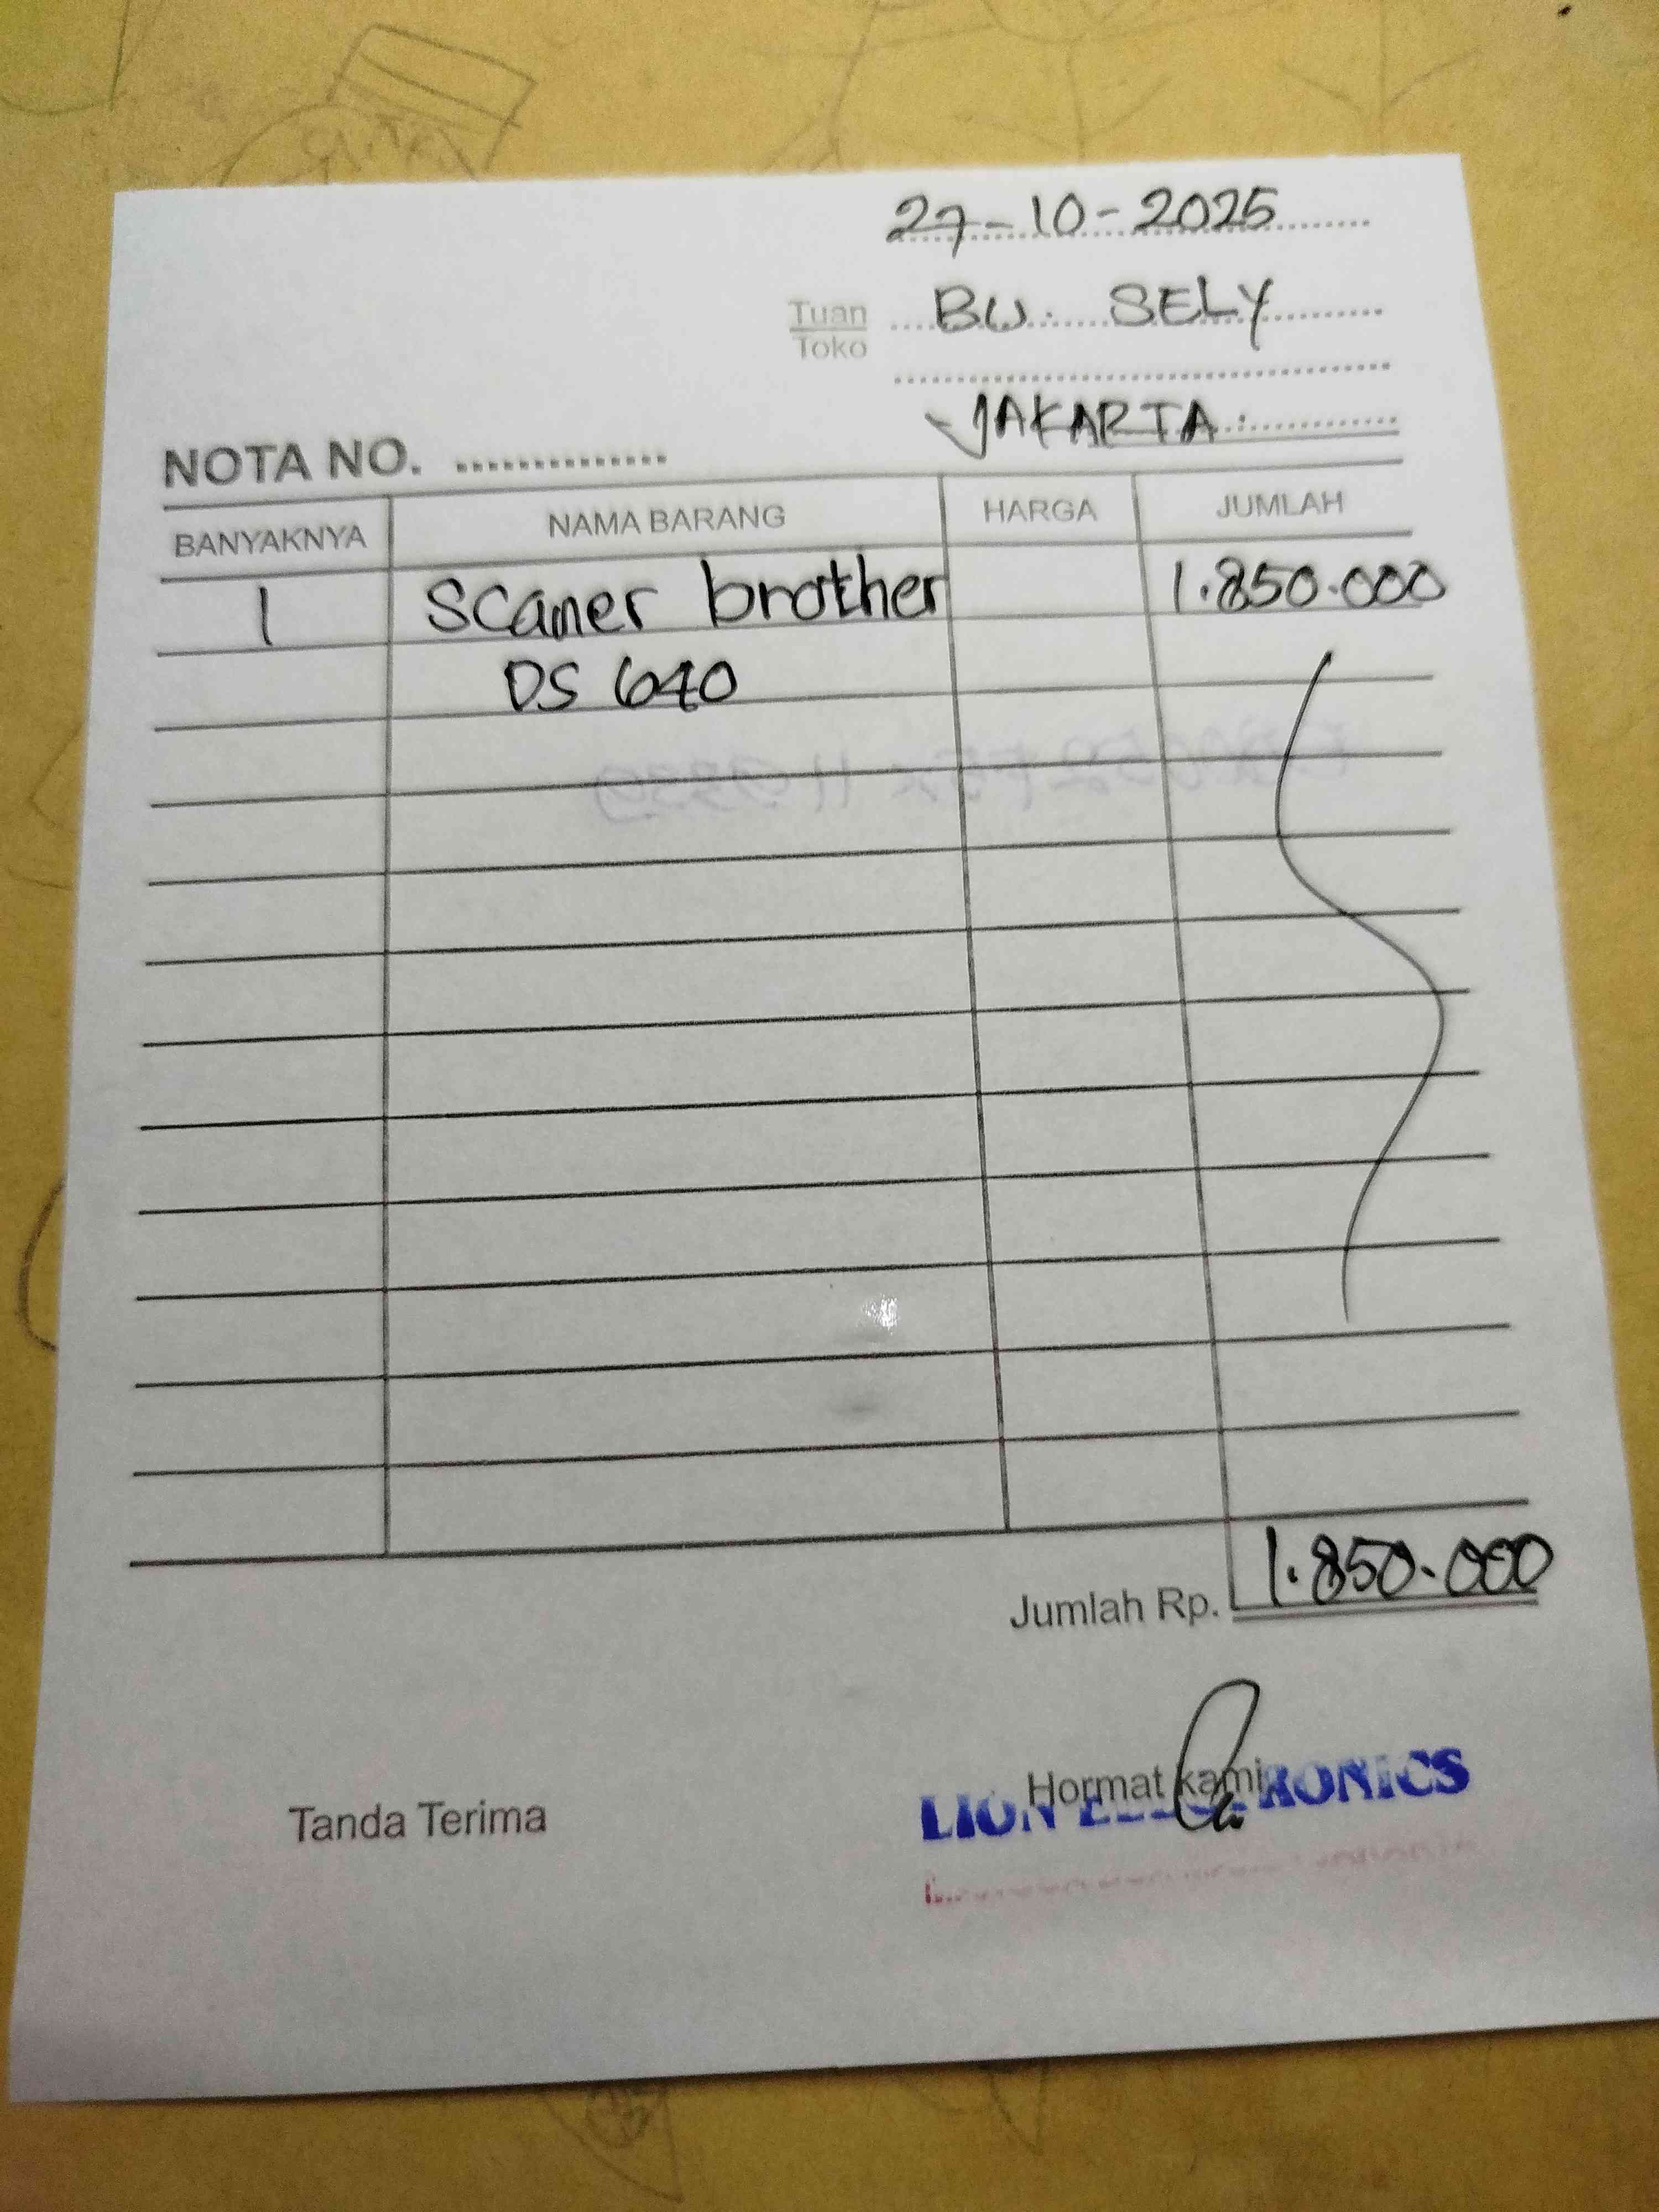 27-10-2025
Tuan BU. SELY
Toko
JAKARTA
NOTA NO. ..............
BANYAKNYA NAMA BARANG HARGA JUMLAH
1 Scaner brother 1.850.000
DS 640
Jumlah Rp. 1.850.000
Tanda Terima Hormat kami
LION ELECTRONICS